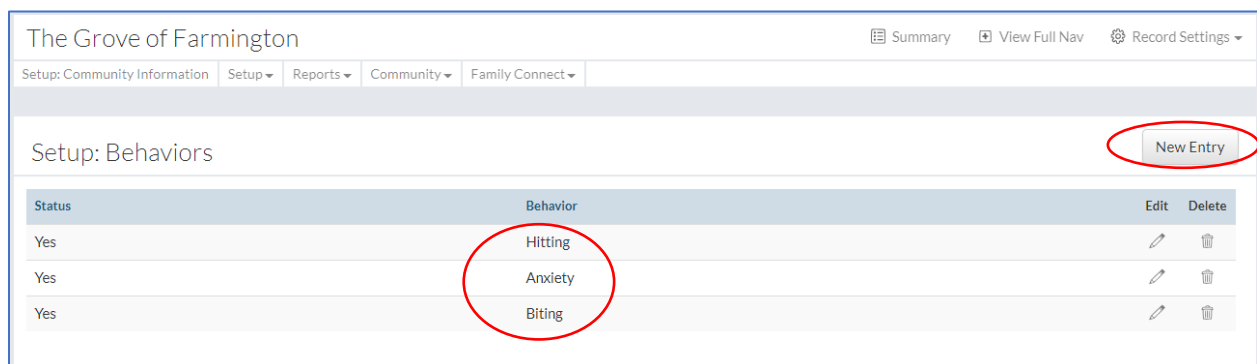 The Grove of Farmington Summary View Full Nav Record Settings
Setup: Community Information Setup Reports Community Family Connect
Setup: Behaviors New Entry
Status Behavior Edit Delete
Yes Hitting
Yes Anxiety
Yes Biting